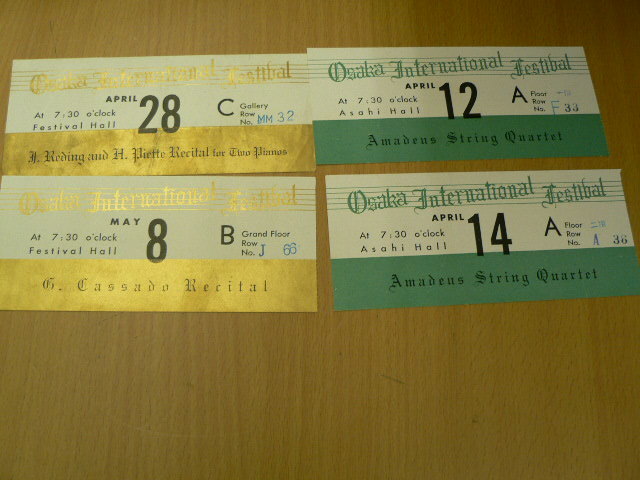 Osaka International Festival
APRIL
At 7:30 o'clock
Festival Hall
28
C Gallery
Row
No. MM 32
J. Reding and H. Piette Recital for Two Pianos
Osaka International Festival
APRIL
At 7:30 o'clock
Asahi Hall
12
A Floor
Row
No. F 33
Amadeus String Quartet
Osaka International Festival
MAY
At 7:30 o'clock
Festival Hall
8
B Grand Floor
Row
No. J 66
G. Cassado Recital
Osaka International Festival
APRIL
At 7:30 o'clock
Asahi Hall
14
A Floor
Row
No. A 36
Amadeus String Quartet